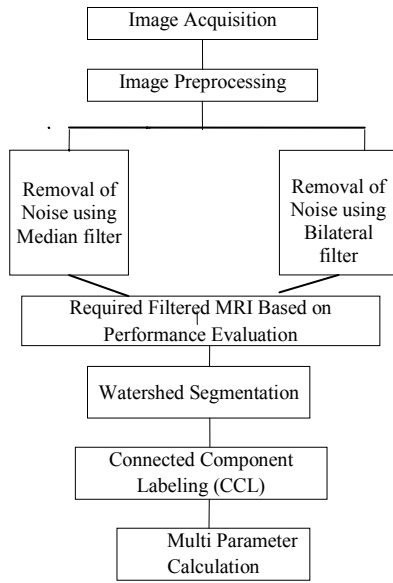 Image Acquisition
Image Preprocessing
Removal of
Noise using
Median filter
Removal of
Noise using
Bilateral
filter
Required Filtered MRI Based on
Performance Evaluation
Watershed Segmentation
Connected Component
Labeling (CCL)
Multi Parameter
Calculation